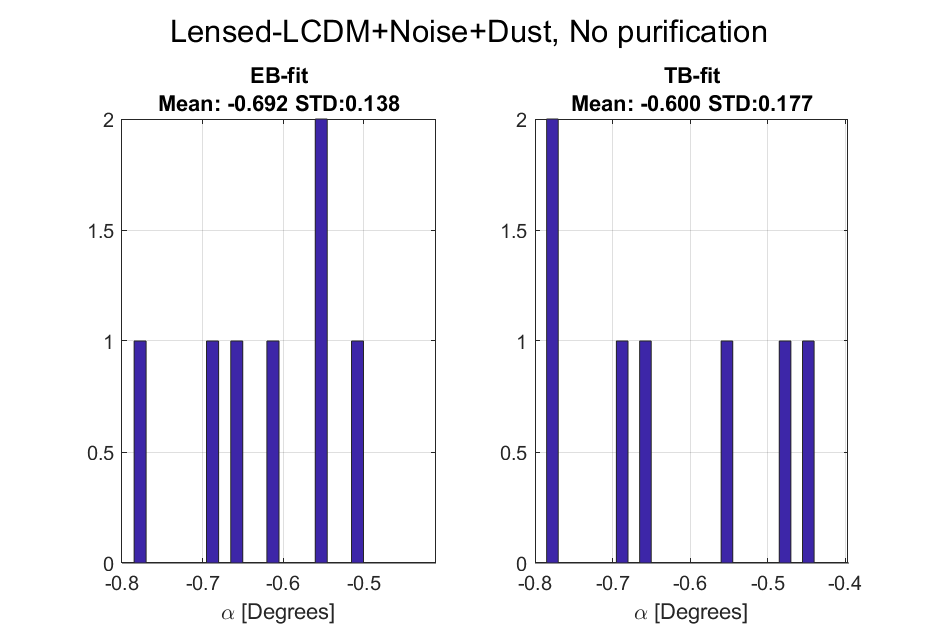 Lensed-LCDM+Noise+Dust, No purification
EB-fit
Mean: -0.692 STD:0.138
2
1.5
1
0.5
0
-0.8 -0.7 -0.6 -0.5
α [Degrees]
TB-fit
Mean: -0.600 STD:0.177
2
1.5
1
0.5
0
-0.8 -0.7 -0.6 -0.5 -0.4
α [Degrees]